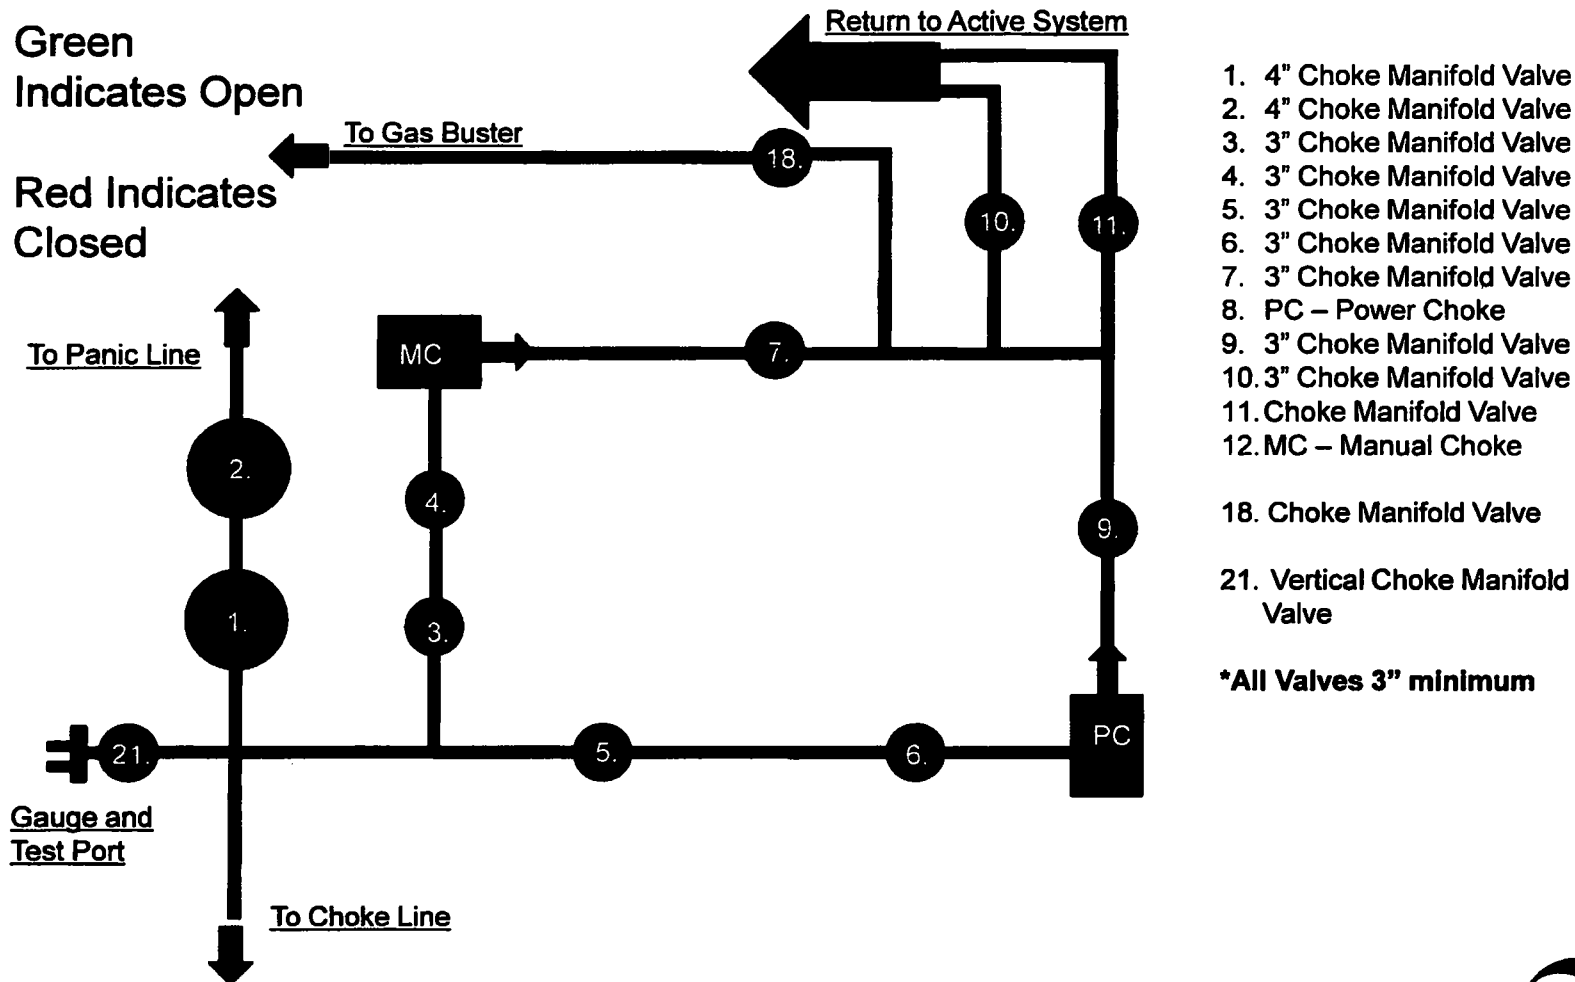 Green
Indicates Open
Red Indicates
Closed
Return to Active System
To Gas Buster
18.
10.
11.
To Panic Line
MC
7.
2.
4.
9.
1.
3.
21.
5.
6.
PC
Gauge and
Test Port
To Choke Line
1. 4" Choke Manifold Valve
2. 4" Choke Manifold Valve
3. 3" Choke Manifold Valve
4. 3" Choke Manifold Valve
5. 3" Choke Manifold Valve
6. 3" Choke Manifold Valve
7. 3" Choke Manifold Valve
8. PC – Power Choke
9. 3" Choke Manifold Valve
10. 3" Choke Manifold Valve
11. Choke Manifold Valve
12. MC – Manual Choke
18. Choke Manifold Valve
21. Vertical Choke Manifold
Valve
*All Valves 3" minimum